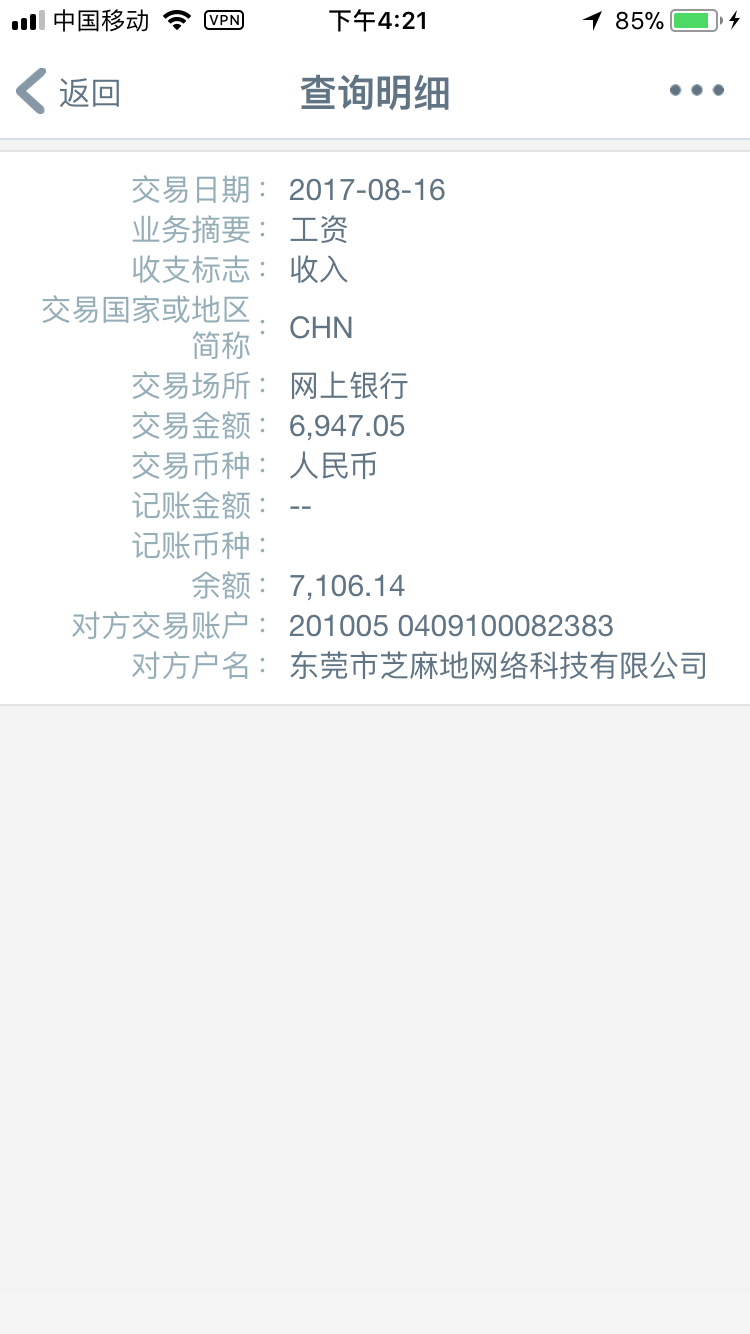 中国移动 VPN 下午4:21 85%
返回 查询明细
交易日期： 2017-08-16
业务摘要： 工资
收支标志： 收入
交易国家或地区
简称： CHN
交易场所： 网上银行
交易金额： 6,947.05
交易币种： 人民币
记账金额： --
记账币种：
余额： 7,106.14
对方交易账户： 201005 0409100082383
对方户名： 东莞市芝麻地网络科技有限公司